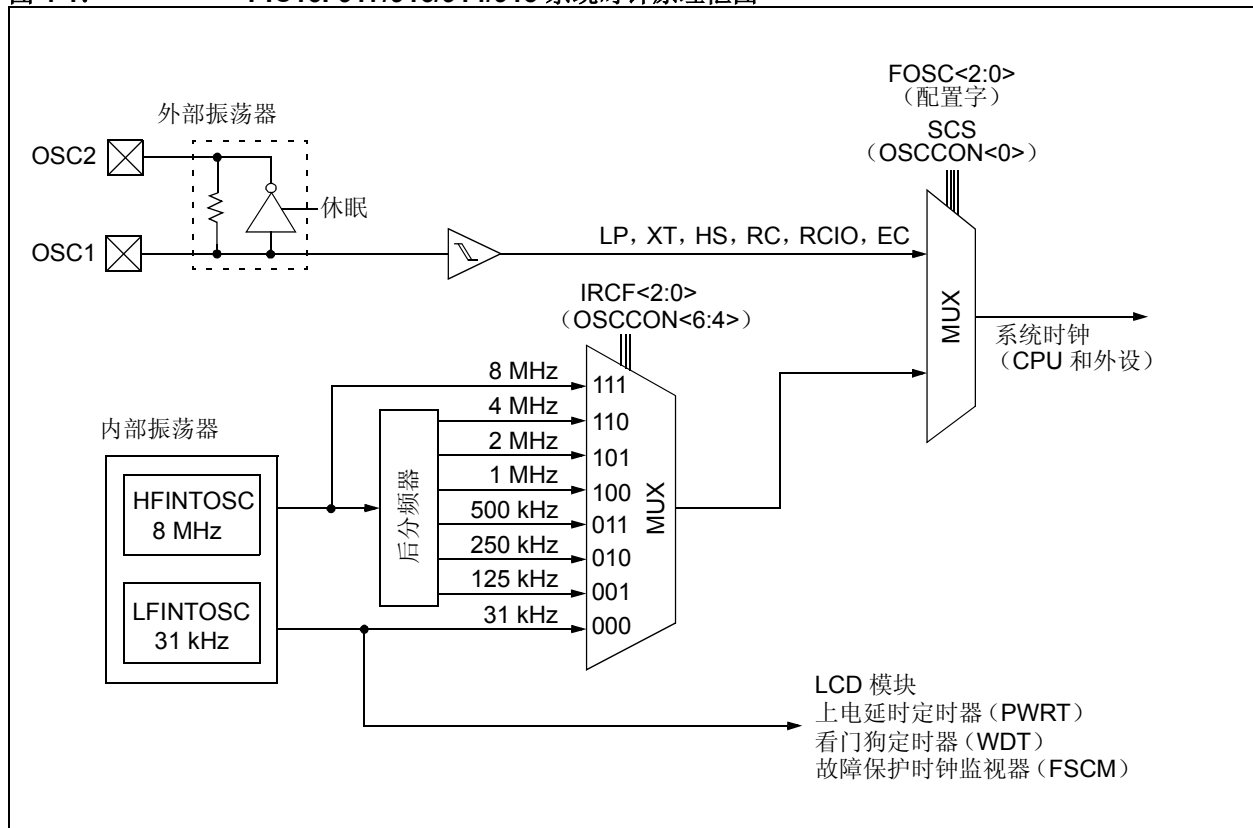 FOSC<2:0>
（配置字）
SCS
（OSCCON<0>）
外部振荡器
OSC2
休眠
OSC1
LP，XT，HS，RC，RCIO，EC
MUX
系统时钟
（CPU 和外设）
IRCF<2:0>
（OSCCON<6:4>）
8 MHz
111
4 MHz
110
2 MHz
101
1 MHz
100
500 kHz
011
250 kHz
010
125 kHz
001
31 kHz
000
MUX
后分频器
内部振荡器
HFINTOSC
8 MHz
LFINTOSC
31 kHz
LCD 模块
上电延时定时器（PWRT）
看门狗定时器（WDT）
故障保护时钟监视器（FSCM）